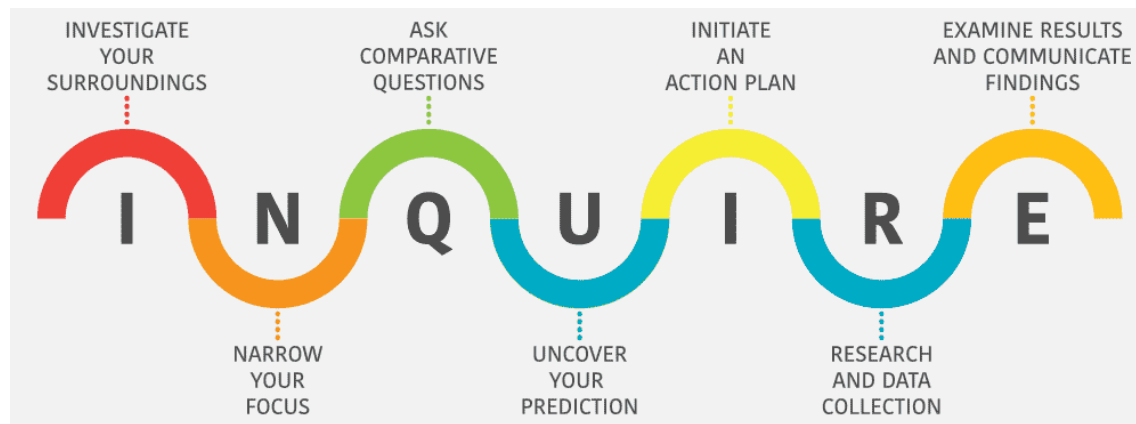 INVESTIGATE
YOUR
SURROUNDINGS
ASK
COMPARATIVE
QUESTIONS
INITIATE
AN
ACTION PLAN
EXAMINE RESULTS
AND COMMUNICATE
FINDINGS
I N Q U I R E
NARROW
YOUR
FOCUS
UNCOVER
YOUR
PREDICTION
RESEARCH
AND DATA
COLLECTION